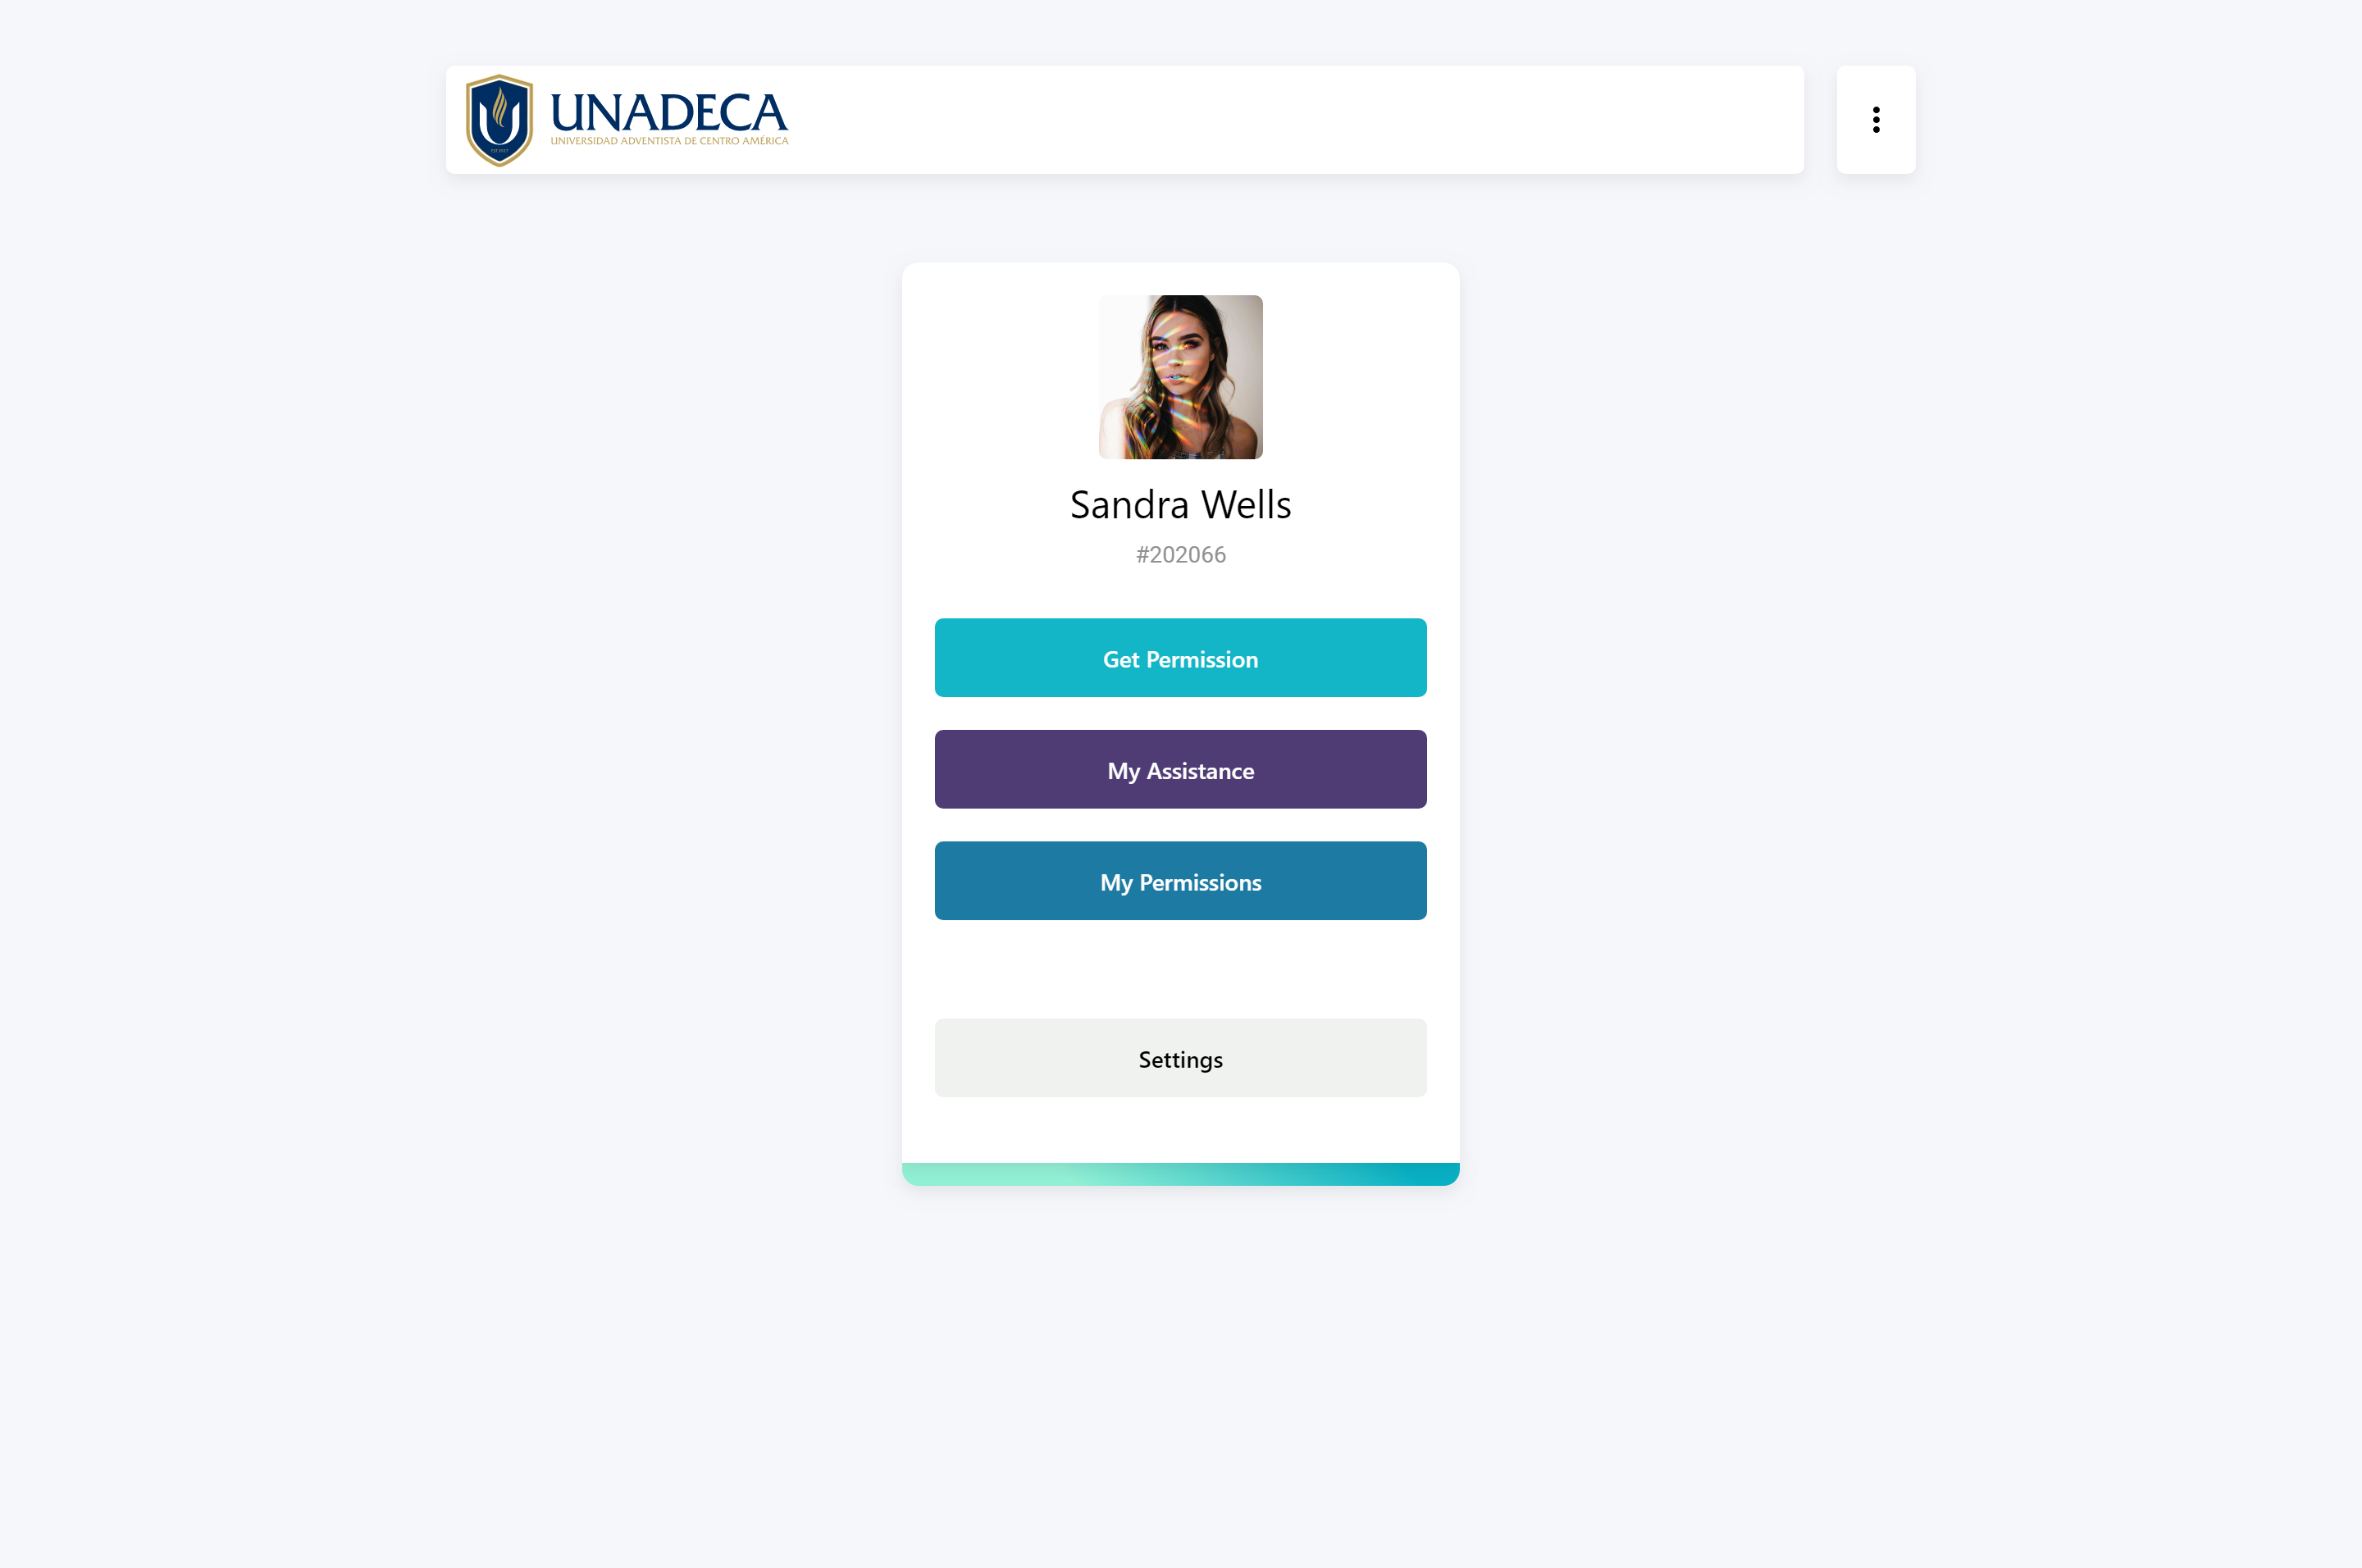 UNADECA
UNIVERSIDAD ADVENTISTA DE CENTRO AMÉRICA
Sandra Wells
#202066
Get Permission
My Assistance
My Permissions
Settings